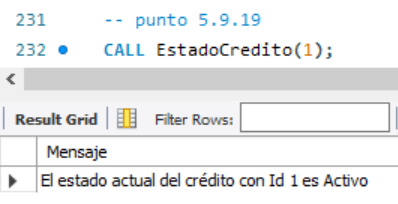 231 -- punto 5.9.19
232 CALL EstadoCredito(1);
Result Grid Filter Rows:
Mensaje
El estado actual del crédito con Id 1 es Activo